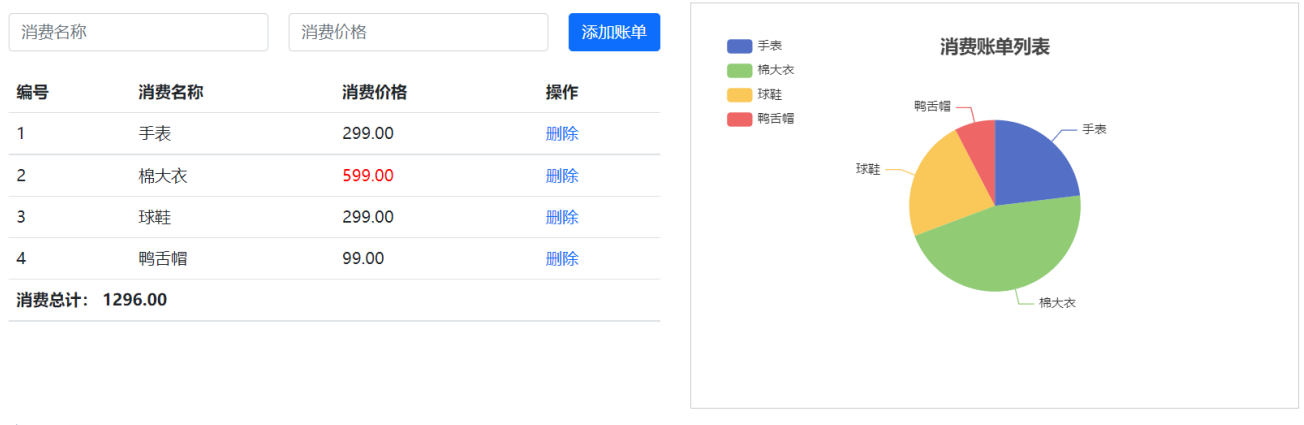 消费名称 消费价格 添加账单
编号 消费名称 消费价格 操作
1 手表 299.00 删除
2 棉大衣 599.00 删除
3 球鞋 299.00 删除
4 鸭舌帽 99.00 删除
消费总计： 1296.00
消费账单列表
手表
棉大衣
球鞋
鸭舌帽
鸭舌帽
手表
球鞋
棉大衣